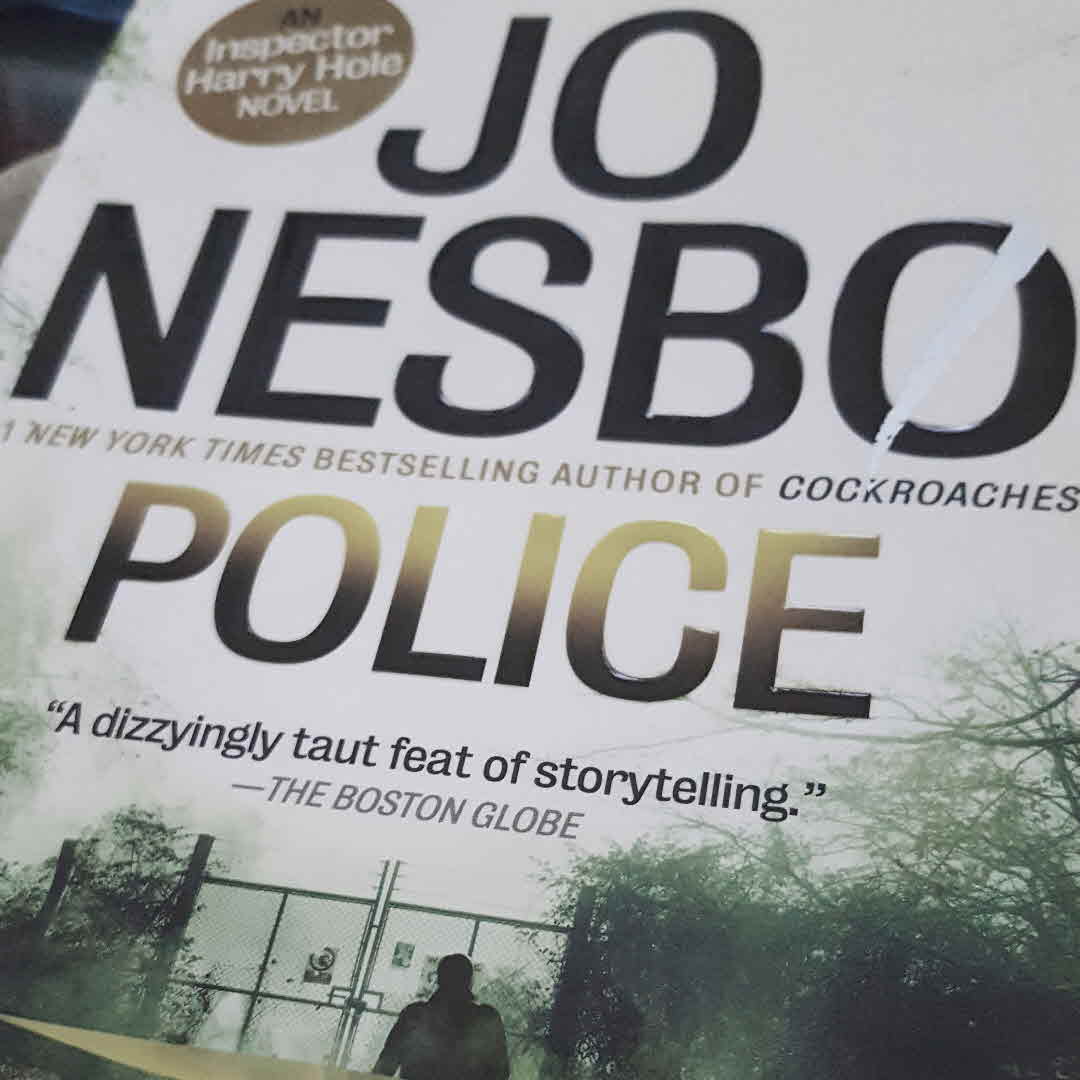 AN
Inspector
Harry Hole
NOVEL
JO
NESBO
1 NEW YORK TIMES BESTSELLING AUTHOR OF COCKROACHES
POLICE
“A dizzyingly taut feat of storytelling.”
—THE BOSTON GLOBE